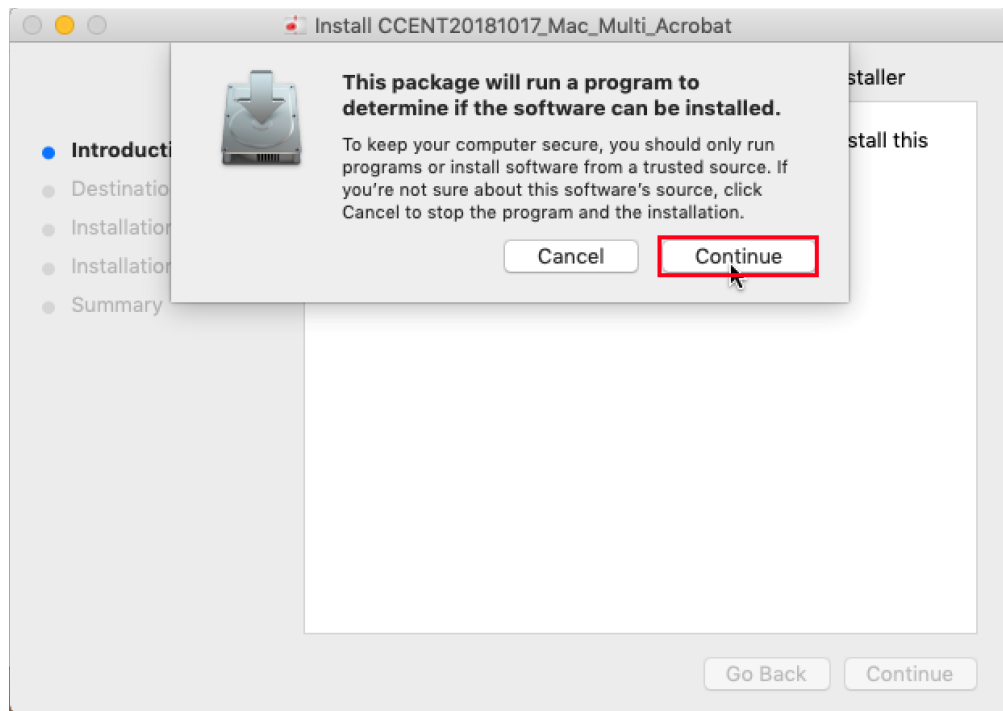 Install CCENT20181017_Mac_Multi_Acrobat
staller
This package will run a program to
determine if the software can be installed.
To keep your computer secure, you should only run
programs or install software from a trusted source. If
you're not sure about this software's source, click
Cancel to stop the program and the installation.
Cancel
Continue
stall this
Introducti
Destinatio
Installation
Installation
Summary
Go Back
Continue